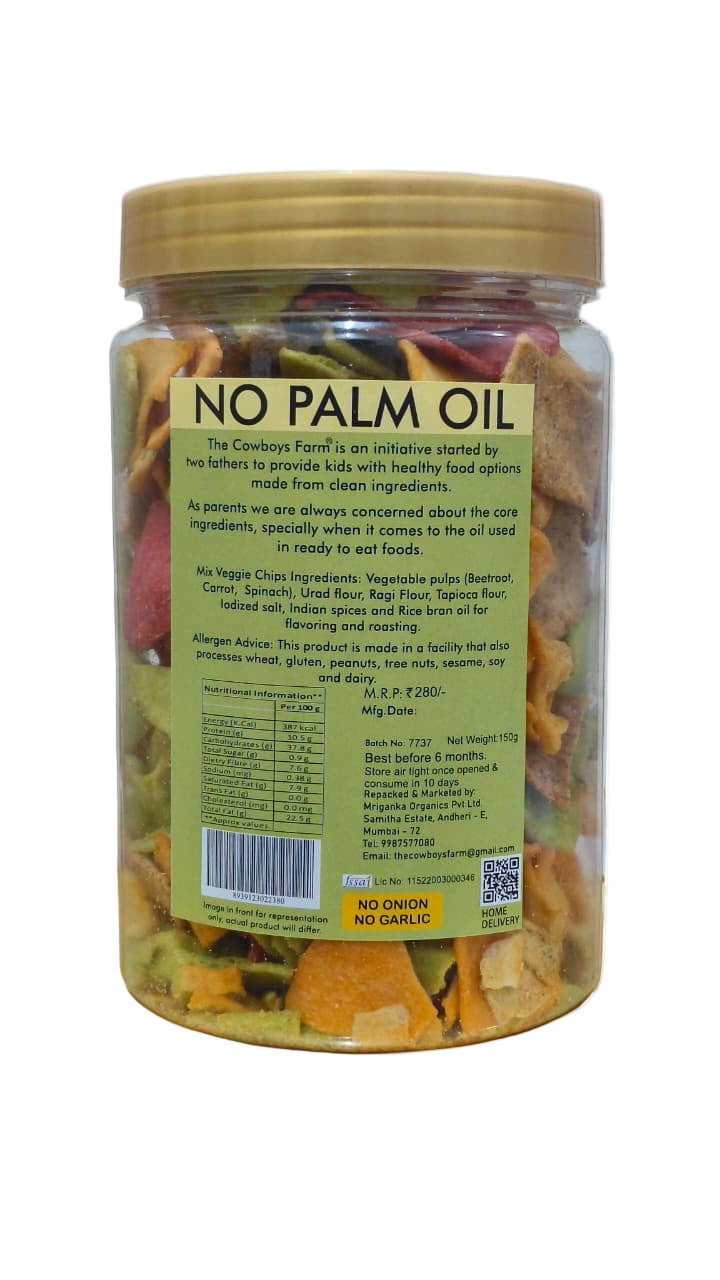 NO PALM OIL
The Cowboys Farm® is an initiative started by
two fathers to provide kids with healthy food options
made from clean ingredients.
As parents we are always concerned about the core
ingredients, specially when it comes to the oil used
in ready to eat foods.
Mix Veggie Chips Ingredients: Vegetable pulps (Beetroot,
Carrot, Spinach), Urad flour, Ragi Flour, Tapioca flour,
Iodized salt, Indian spices and Rice bran oil for
flavoring and roasting.
Allergen Advice: This product is made in a facility that also
processes wheat, gluten, peanuts, tree nuts, sesame, soy
and dairy.
Nutritional Information**
Per 100 g
Energy (K.Cal) 387 kcal
Protein (g) 10.5 g
Carbohydrates (g) 37.8 g
Total Sugar (g) 0.9 g
Dietry Fibre (g) 7.6 g
Sodium (mg) 0.38 g
Saturated Fat (g) 7.9 g
Trans Fat (g) 0.0 g
Cholesterol (mg) 0.0 mg
Total Fat (g) 22.5 g
**Approx values
8939123022380
Image in front for representation
only, actual product will differ.
M.R.P: ₹280/-
Mfg.Date:
Batch No: 7737 Net Weight:150g
Best before 6 months.
Store air tight once opened &
consume in 10 days
Repacked & Marketed by:
Mriganka Organics Pvt Ltd.
Samitha Estate, Andheri - E,
Mumbai - 72
Tel: 9987577080
Email: thecowboysfarm@gmail.com
fssai Lic No: 11522003000346
NO ONION
NO GARLIC
HOME
DELIVERY